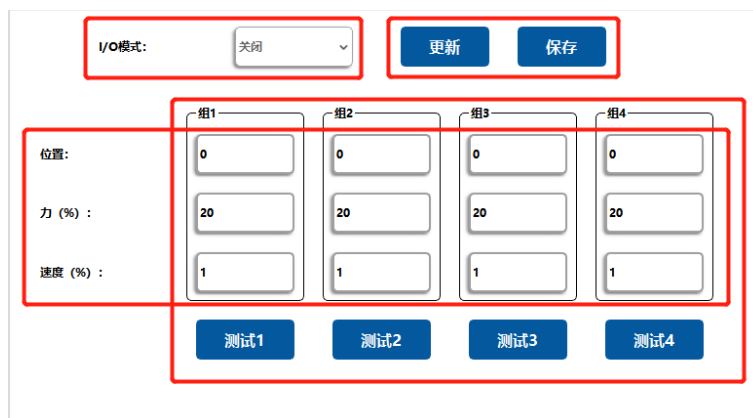 I/O模式： 关闭 更新 保存
组1 组2 组3 组4
位置： 0 0 0 0
力（%）： 20 20 20 20
速度（%）： 1 1 1 1
测试1 测试2 测试3 测试4